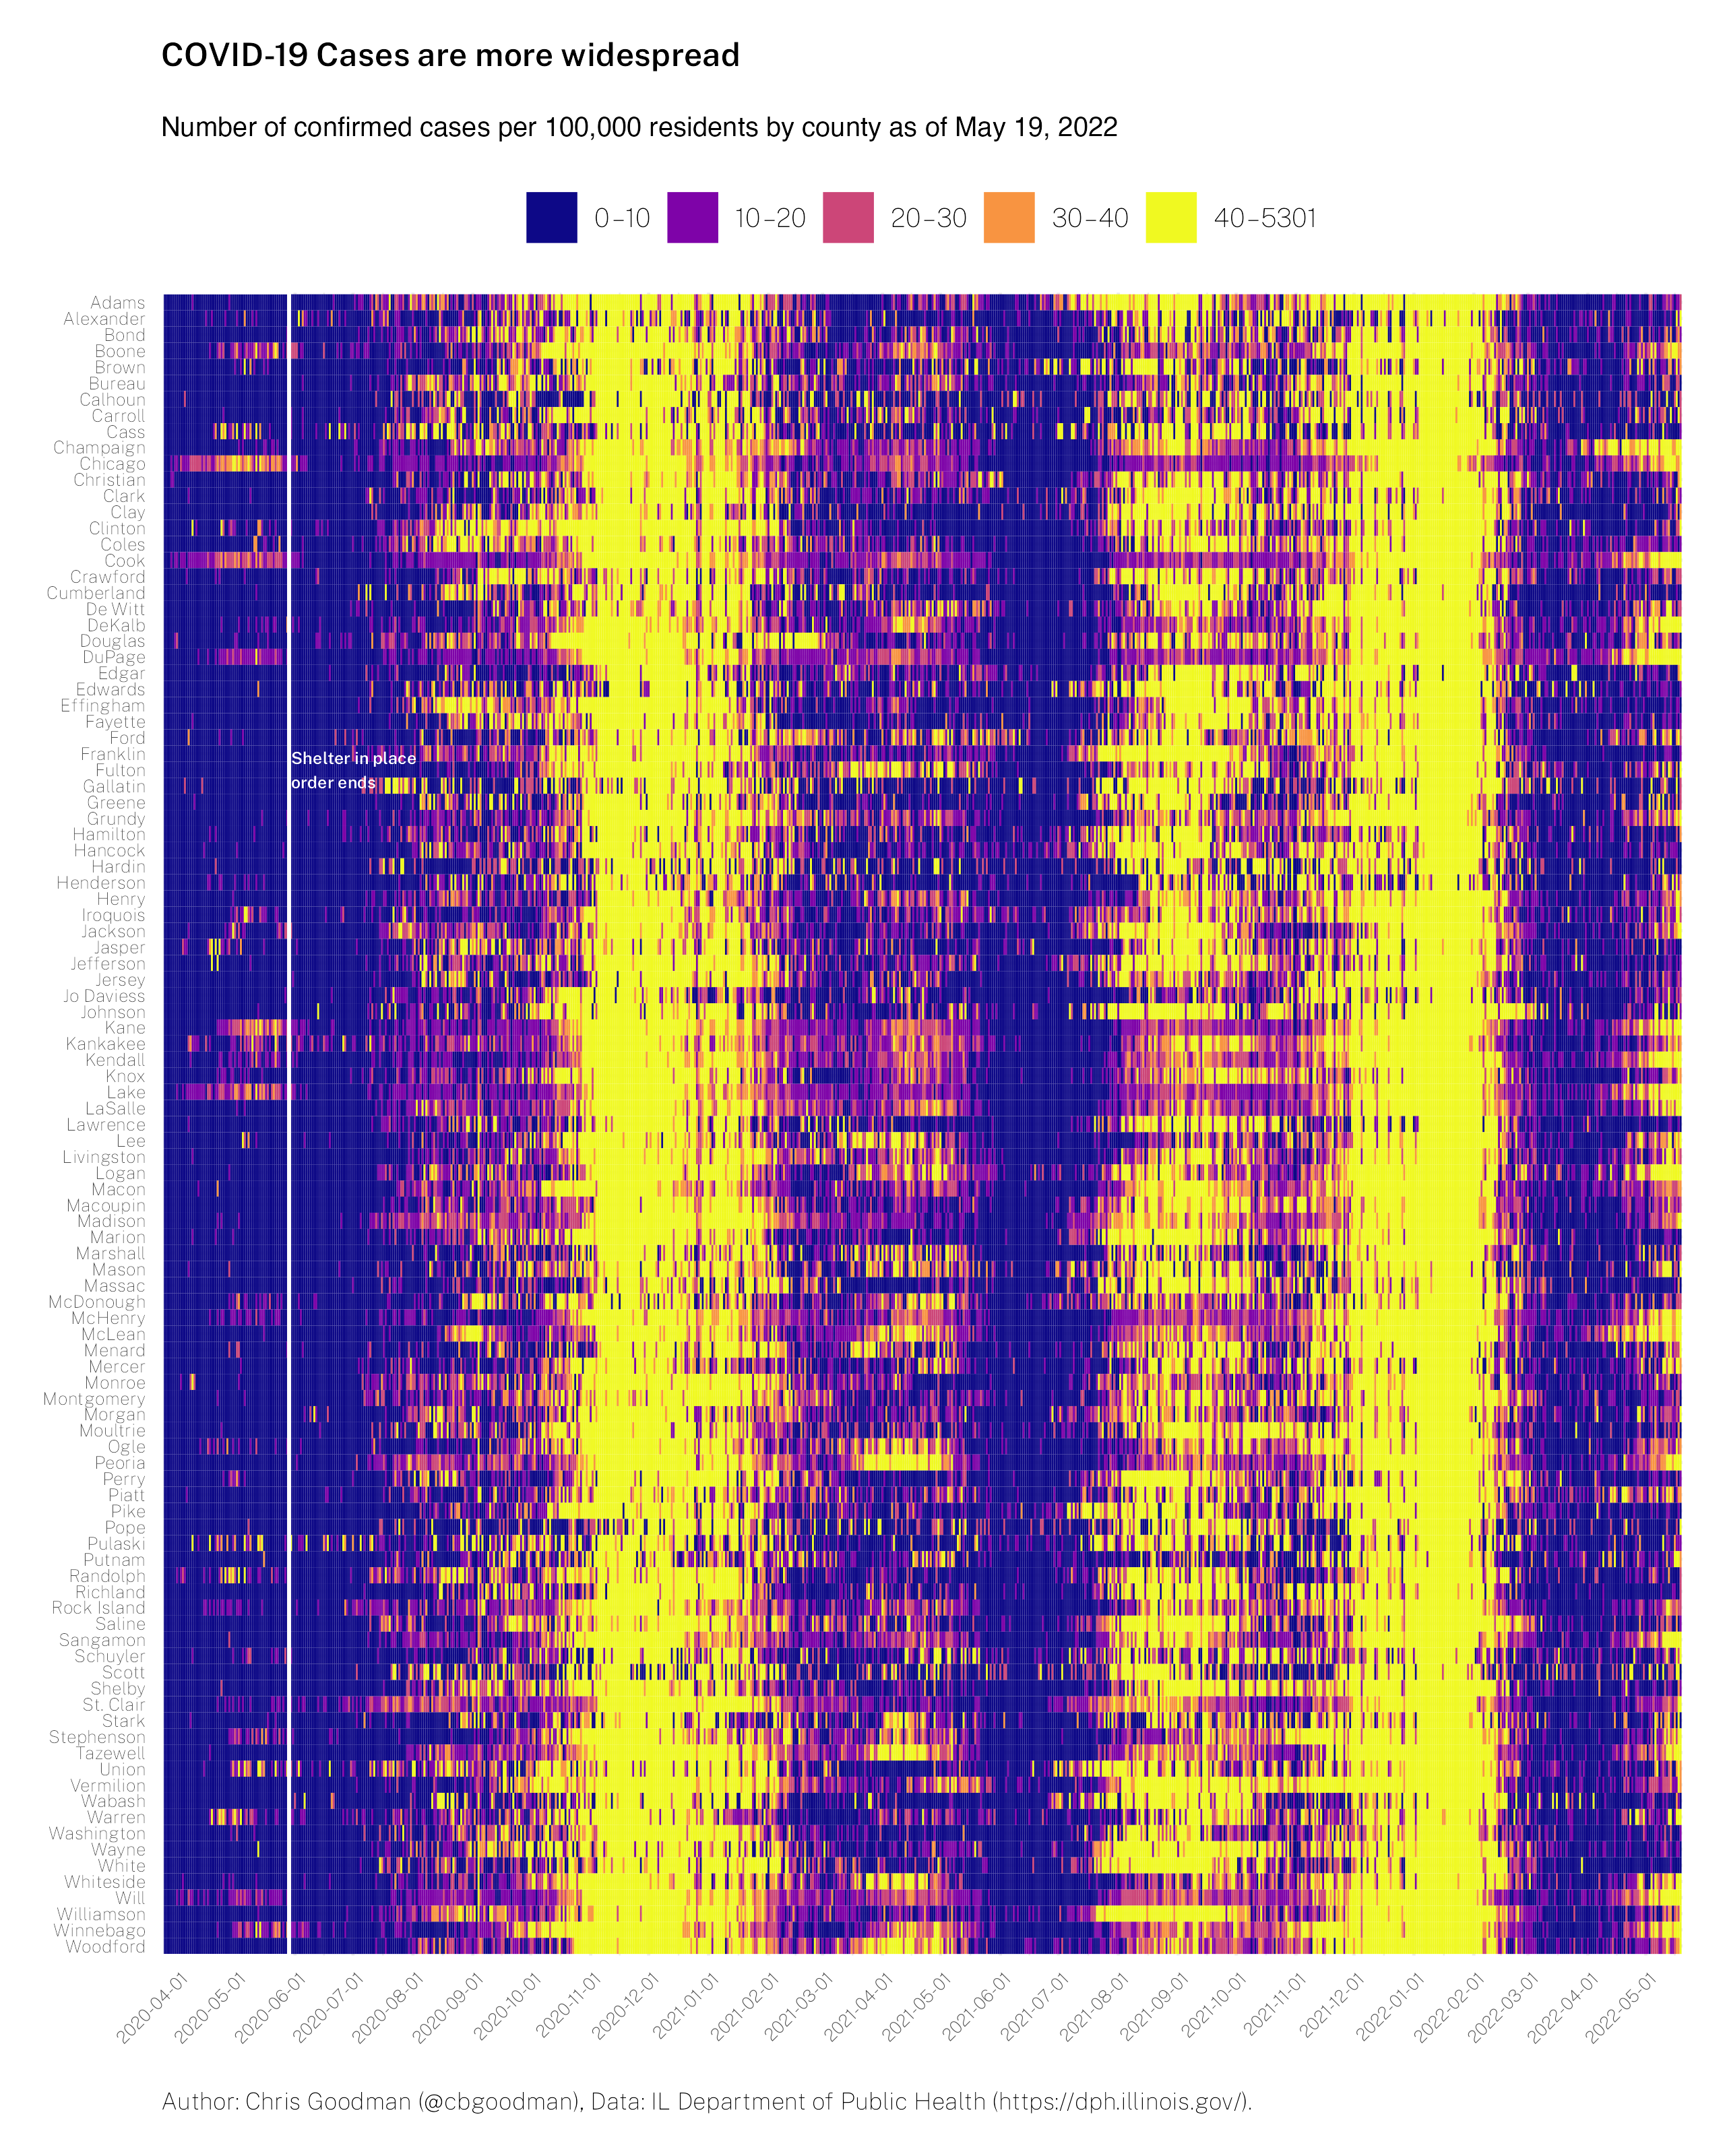 COVID-19 Cases are more widespread
Number of confirmed cases per 100,000 residents by county as of May 19, 2022
0–10 10–20 20–30 30–40 40–5301
Adams
Alexander
Bond
Boone
Brown
Bureau
Calhoun
Carroll
Cass
Champaign
Chicago
Christian
Clark
Clay
Clinton
Coles
Cook
Crawford
Cumberland
De Witt
DeKalb
Douglas
DuPage
Edgar
Edwards
Effingham
Fayette
Ford
Franklin
Fulton
Gallatin
Greene
Grundy
Hamilton
Hancock
Hardin
Henderson
Henry
Iroquois
Jackson
Jasper
Jefferson
Jersey
Jo Daviess
Johnson
Kane
Kankakee
Kendall
Knox
Lake
LaSalle
Lawrence
Lee
Livingston
Logan
Macon
Macoupin
Madison
Marion
Marshall
Mason
Massac
McDonough
McHenry
McLean
Menard
Mercer
Monroe
Montgomery
Morgan
Moultrie
Ogle
Peoria
Perry
Piatt
Pike
Pope
Pulaski
Putnam
Randolph
Richland
Rock Island
Saline
Sangamon
Schuyler
Scott
Shelby
St. Clair
Stark
Stephenson
Tazewell
Union
Vermilion
Wabash
Warren
Washington
Wayne
White
Whiteside
Will
Williamson
Winnebago
Woodford
Shelter in place
order ends
2020-04-01
2020-05-01
2020-06-01
2020-07-01
2020-08-01
2020-09-01
2020-10-01
2020-11-01
2020-12-01
2021-01-01
2021-02-01
2021-03-01
2021-04-01
2021-05-01
2021-06-01
2021-07-01
2021-08-01
2021-09-01
2021-10-01
2021-11-01
2021-12-01
2022-01-01
2022-02-01
2022-03-01
2022-04-01
2022-05-01
Author: Chris Goodman (@cbgoodman), Data: IL Department of Public Health (https://dph.illinois.gov/).